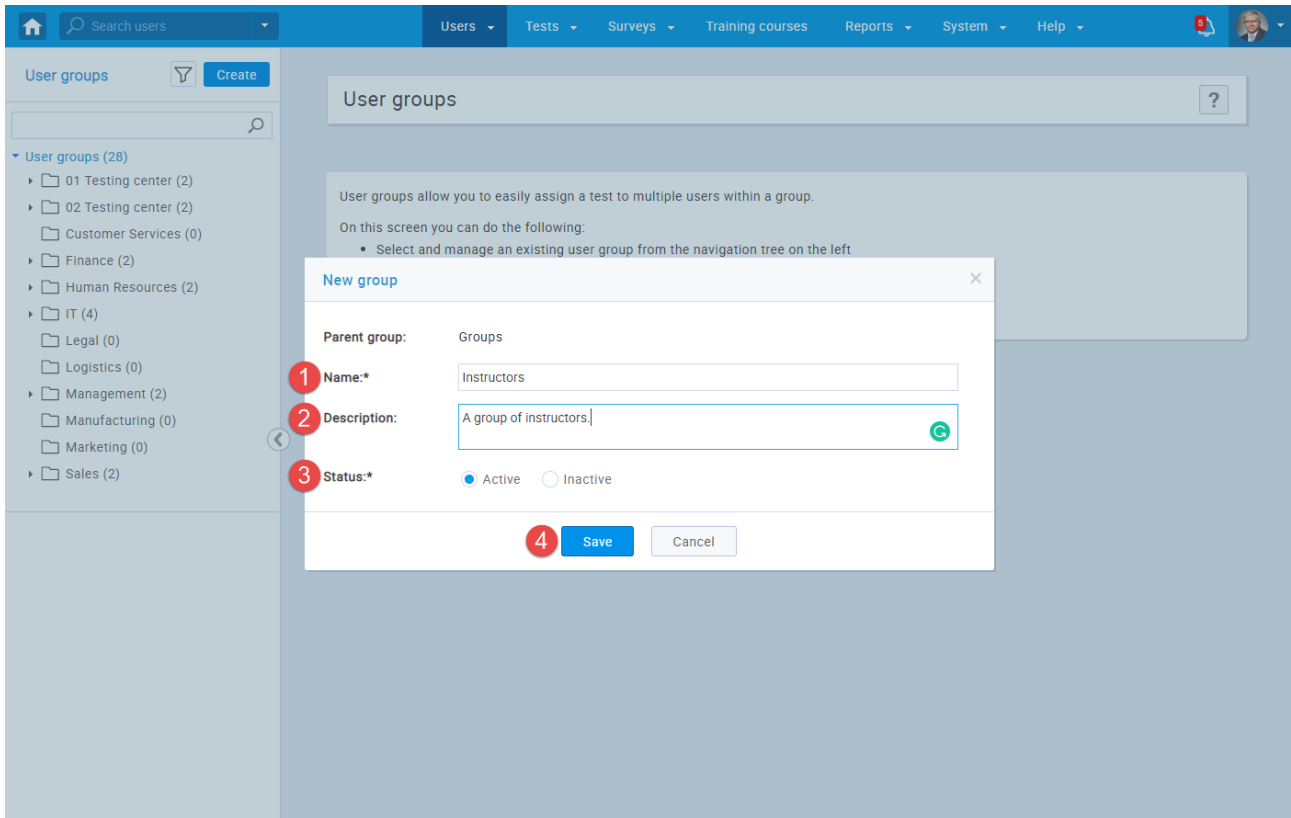 Search users
Users
Tests
Surveys
Training courses
Reports
System
Help
5
User groups
Create
User groups (28)
01 Testing center (2)
02 Testing center (2)
Customer Services (0)
Finance (2)
Human Resources (2)
IT (4)
Legal (0)
Logistics (0)
Management (2)
Manufacturing (0)
Marketing (0)
Sales (2)
User groups
?
User groups allow you to easily assign a test to multiple users within a group.
On this screen you can do the following:
• Select and manage an existing user group from the navigation tree on the left
New group
×
Parent group: Groups
1 Name:* Instructors
2 Description: A group of instructors.
3 Status:* Active Inactive
4 Save Cancel